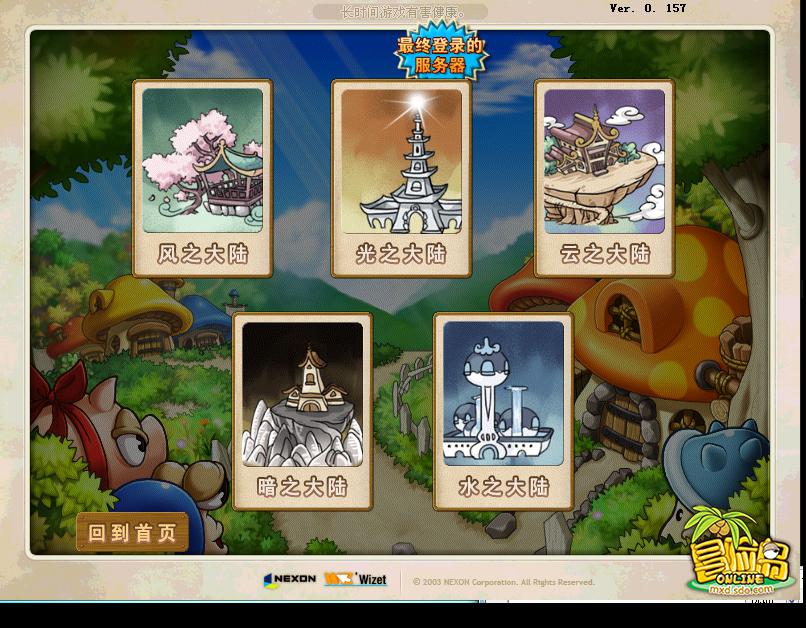 长时间游戏有害健康。
Ver. 0. 157
最终登录的
服务器
风之大陆
光之大陆
云之大陆
暗之大陆
水之大陆
回到首页
NEXON
Wizet
© 2003 NEXON Corporation. All Rights Reserved.
冒险岛
ONLINE
mxd.sdo.com